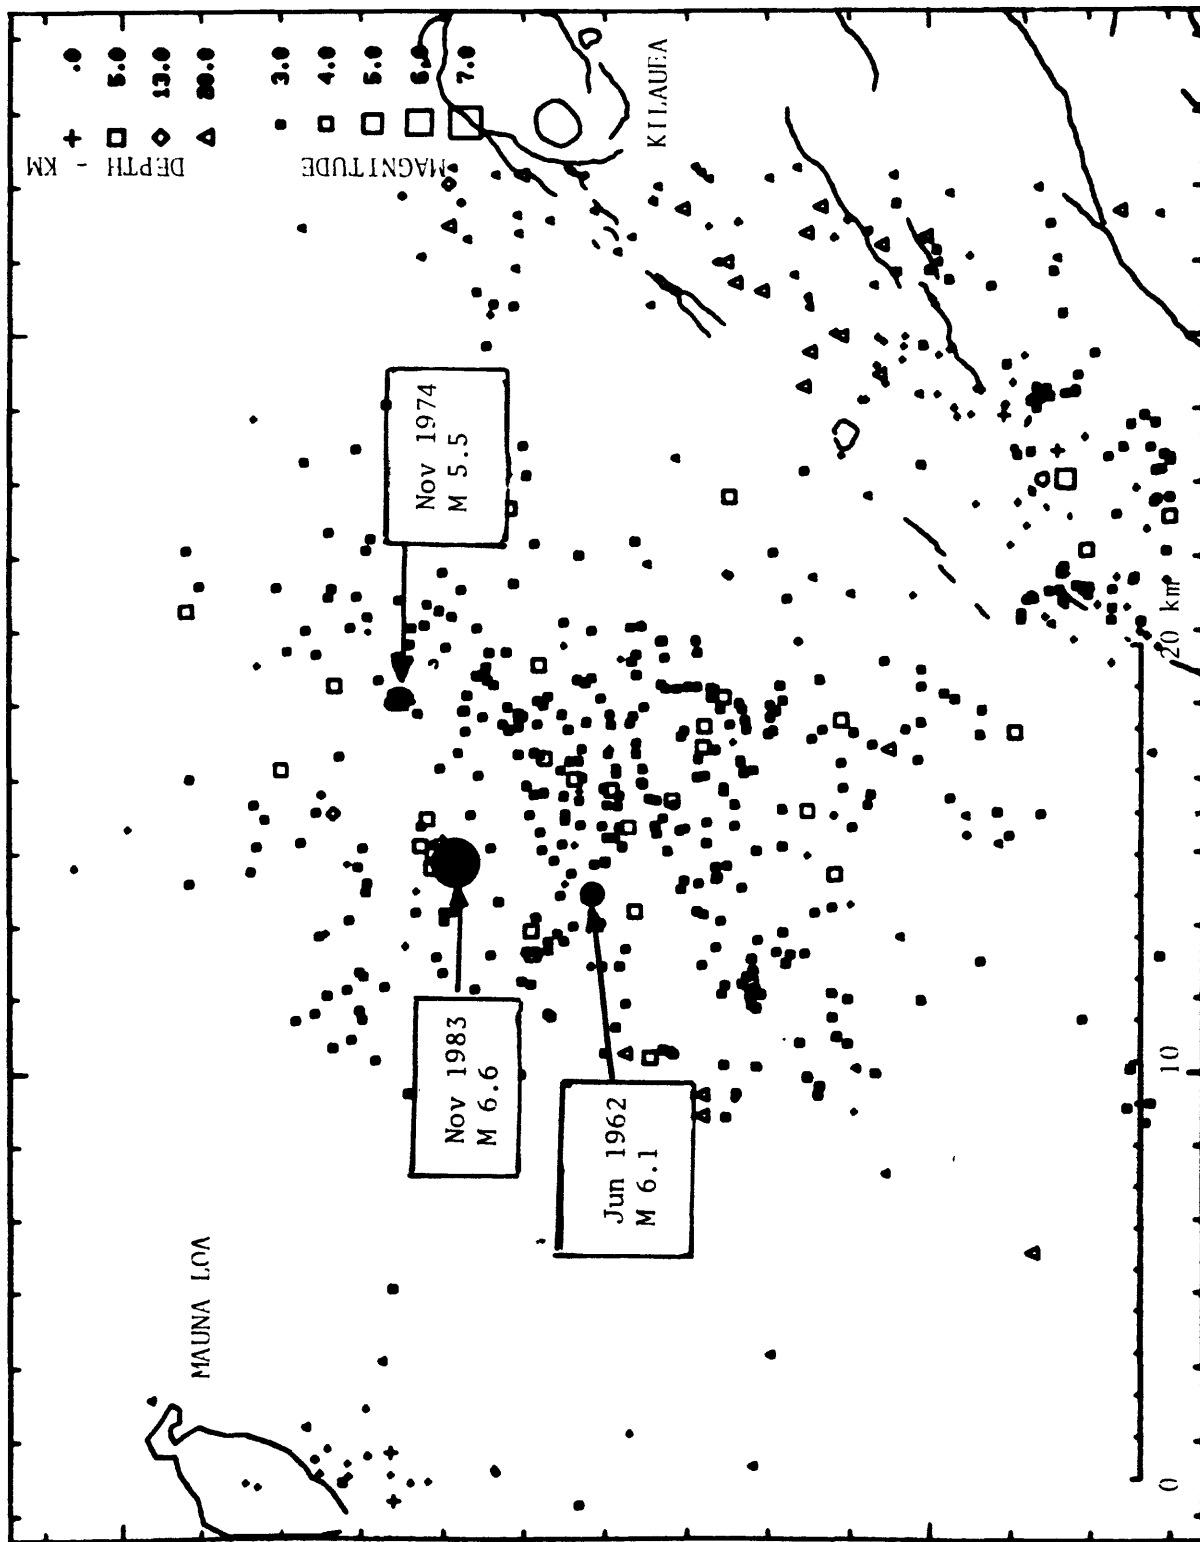 MAUNA LOA
KILAUEA
Nov 1974
M 5.5
Nov 1983
M 6.6
Jun 1962
M 6.1
DEPTH - KM
.0
5.0
13.0
20.0
MAGNITUDE
3.0
4.0
5.0
6.0
7.0
0
10
20 km